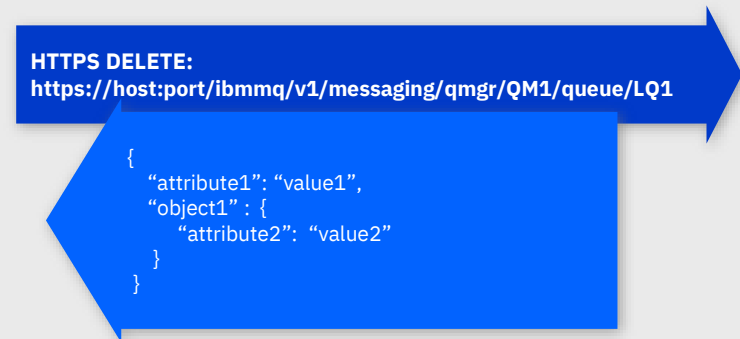 HTTPS DELETE:
https://host:port/ibmmq/v1/messaging/qmgr/QM1/queue/LQ1
{
“attribute1”: “value1”,
“object1” : {
“attribute2”: “value2”
}
}